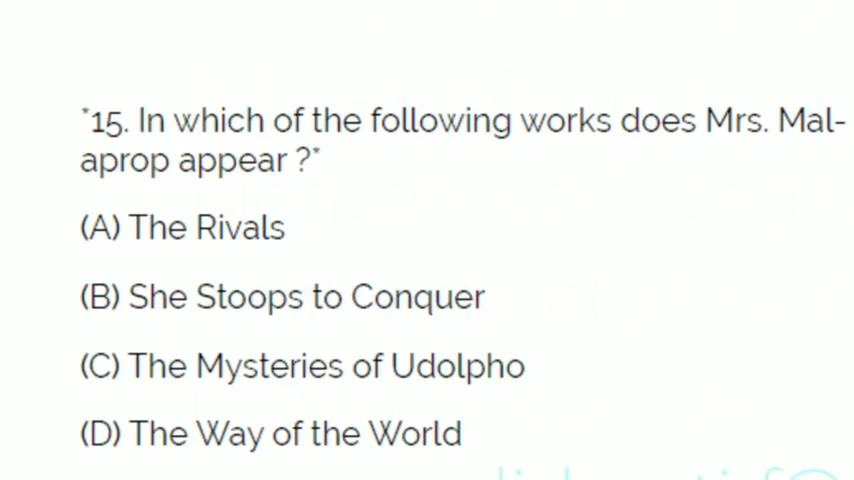 *15. In which of the following works does Mrs. Mal-
aprop appear ?*
(A) The Rivals
(B) She Stoops to Conquer
(C) The Mysteries of Udolpho
(D) The Way of the World